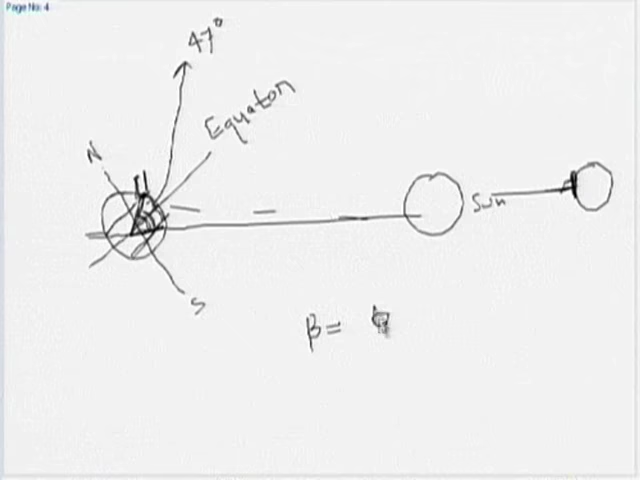 Page No: 4
47°
Equator
N
Sun
S
β =